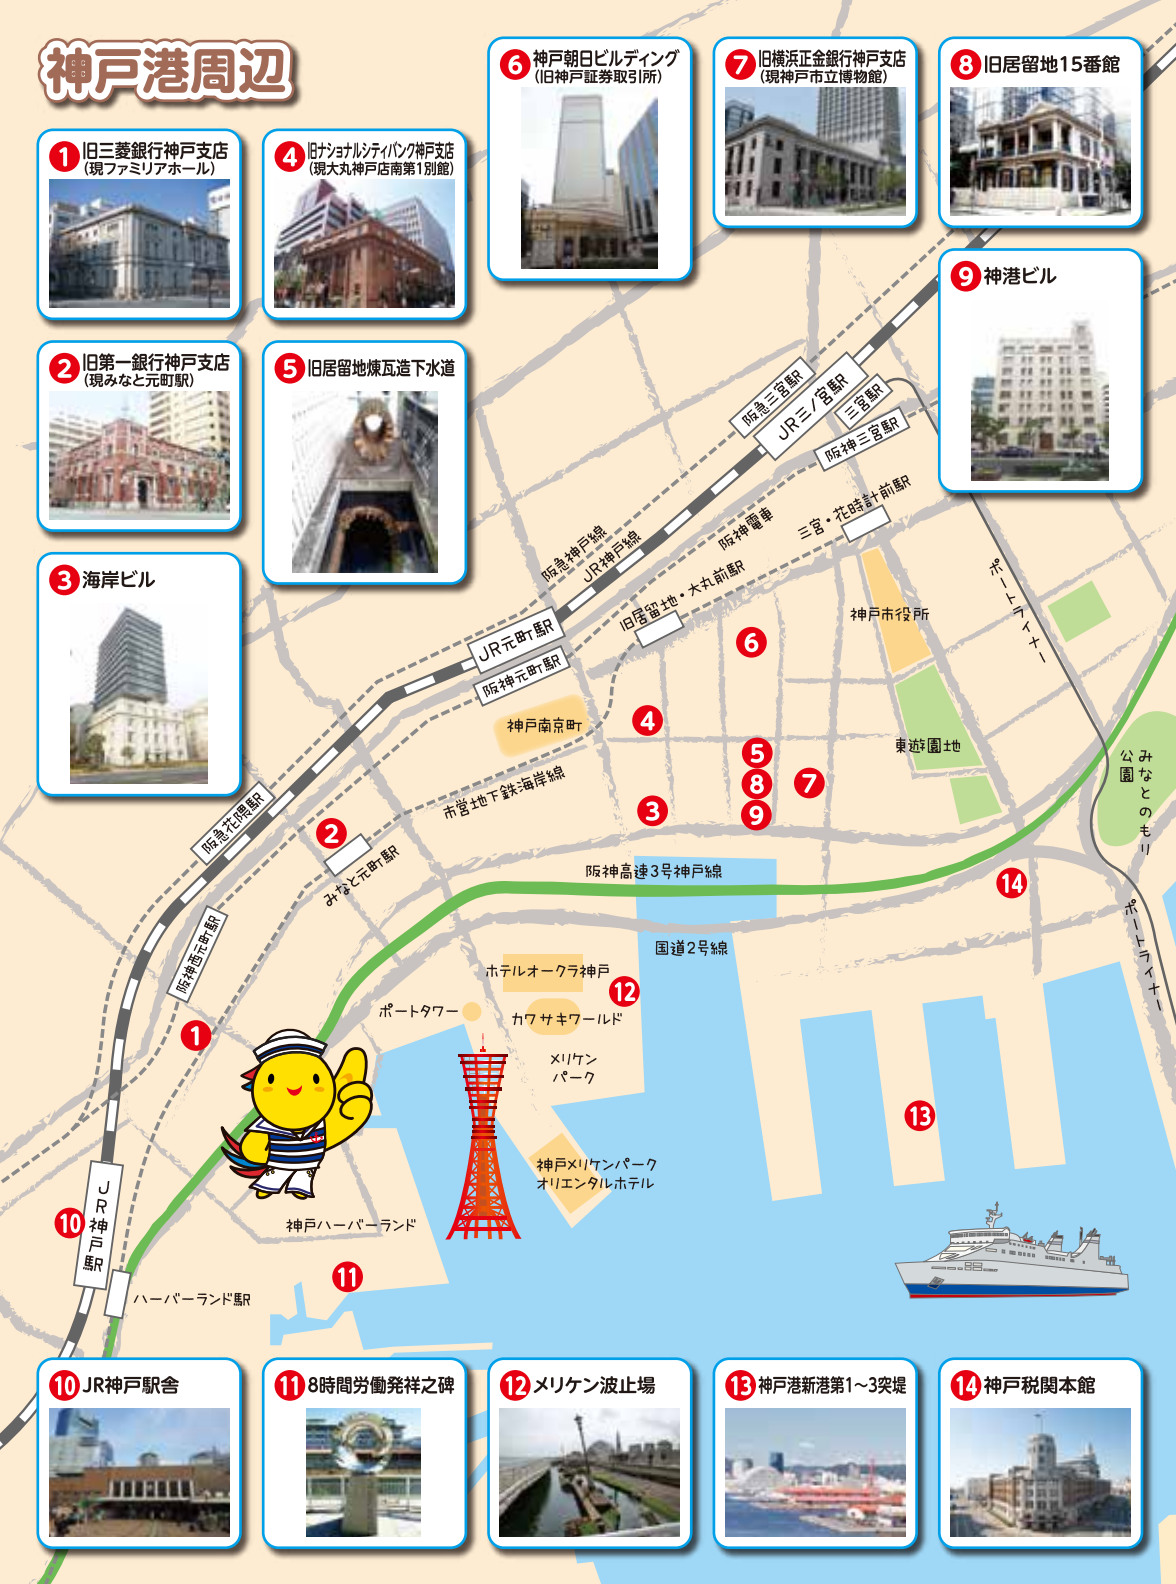 神戸港周辺
1 旧三菱銀行神戸支店
(現ファミリアホール)
4 旧ナショナルシティバンク神戸支店
(現大丸神戸店南第1別館)
6 神戸朝日ビルディング
(旧神戸証券取引所)
7 旧横浜正金銀行神戸支店
(現神戸市立博物館)
8 旧居留地15番館
2 旧第一銀行神戸支店
(現みなと元町駅)
5 旧居留地煉瓦造下水道
9 神港ビル
3 海岸ビル
阪急三宮駅
JR三ノ宮駅
三宮駅
阪神三宮駅
三宮・花時計前駅
阪神電車
阪急神戸線
JR神戸線
旧居留地・大丸前駅
ポートライナー
神戸市役所
JR元町駅
阪神元町駅
6
4
神戸南京町
5
東遊園地
みなとのもり
公園
市営地下鉄海岸線
8
7
3
9
阪急花隈駅
2
みなと元町駅
阪神高速3号神戸線
14
阪神西元町駅
国道2号線
ポートライナー
ホテルオークラ神戸
12
ポートタワー
カワサキワールド
1
メリケン
パーク
13
神戸メリケンパーク
オリエンタルホテル
JR神戸駅
10
神戸ハーバーランド
11
ハーバーランド駅
10 JR神戸駅舎
11 8時間労働発祥之碑
12 メリケン波止場
13 神戸港新港第1〜3突堤
14 神戸税関本館